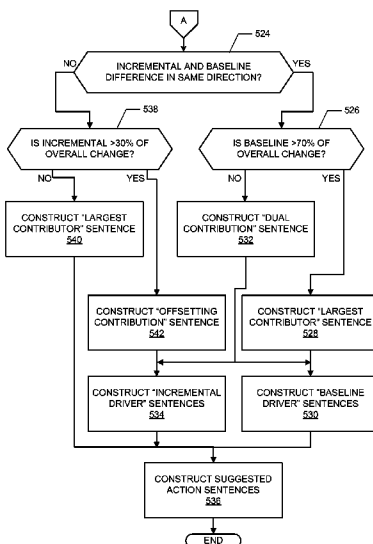 A
524
INCREMENTAL AND BASELINE
DIFFERENCE IN SAME DIRECTION?
NO
YES
538
526
IS INCREMENTAL >30% OF
OVERALL CHANGE?
IS BASELINE >70% OF
OVERALL CHANGE?
NO
YES
NO
YES
CONSTRUCT "LARGEST
CONTRIBUTOR" SENTENCE
540
CONSTRUCT "DUAL
CONTRIBUTION" SENTENCE
532
CONSTRUCT "OFFSETTING
CONTRIBUTION" SENTENCE
542
CONSTRUCT "LARGEST
CONTRIBUTOR" SENTENCE
528
CONSTRUCT "INCREMENTAL
DRIVER" SENTENCES
534
CONSTRUCT "BASELINE
DRIVER" SENTENCES
530
CONSTRUCT SUGGESTED
ACTION SENTENCES
536
END